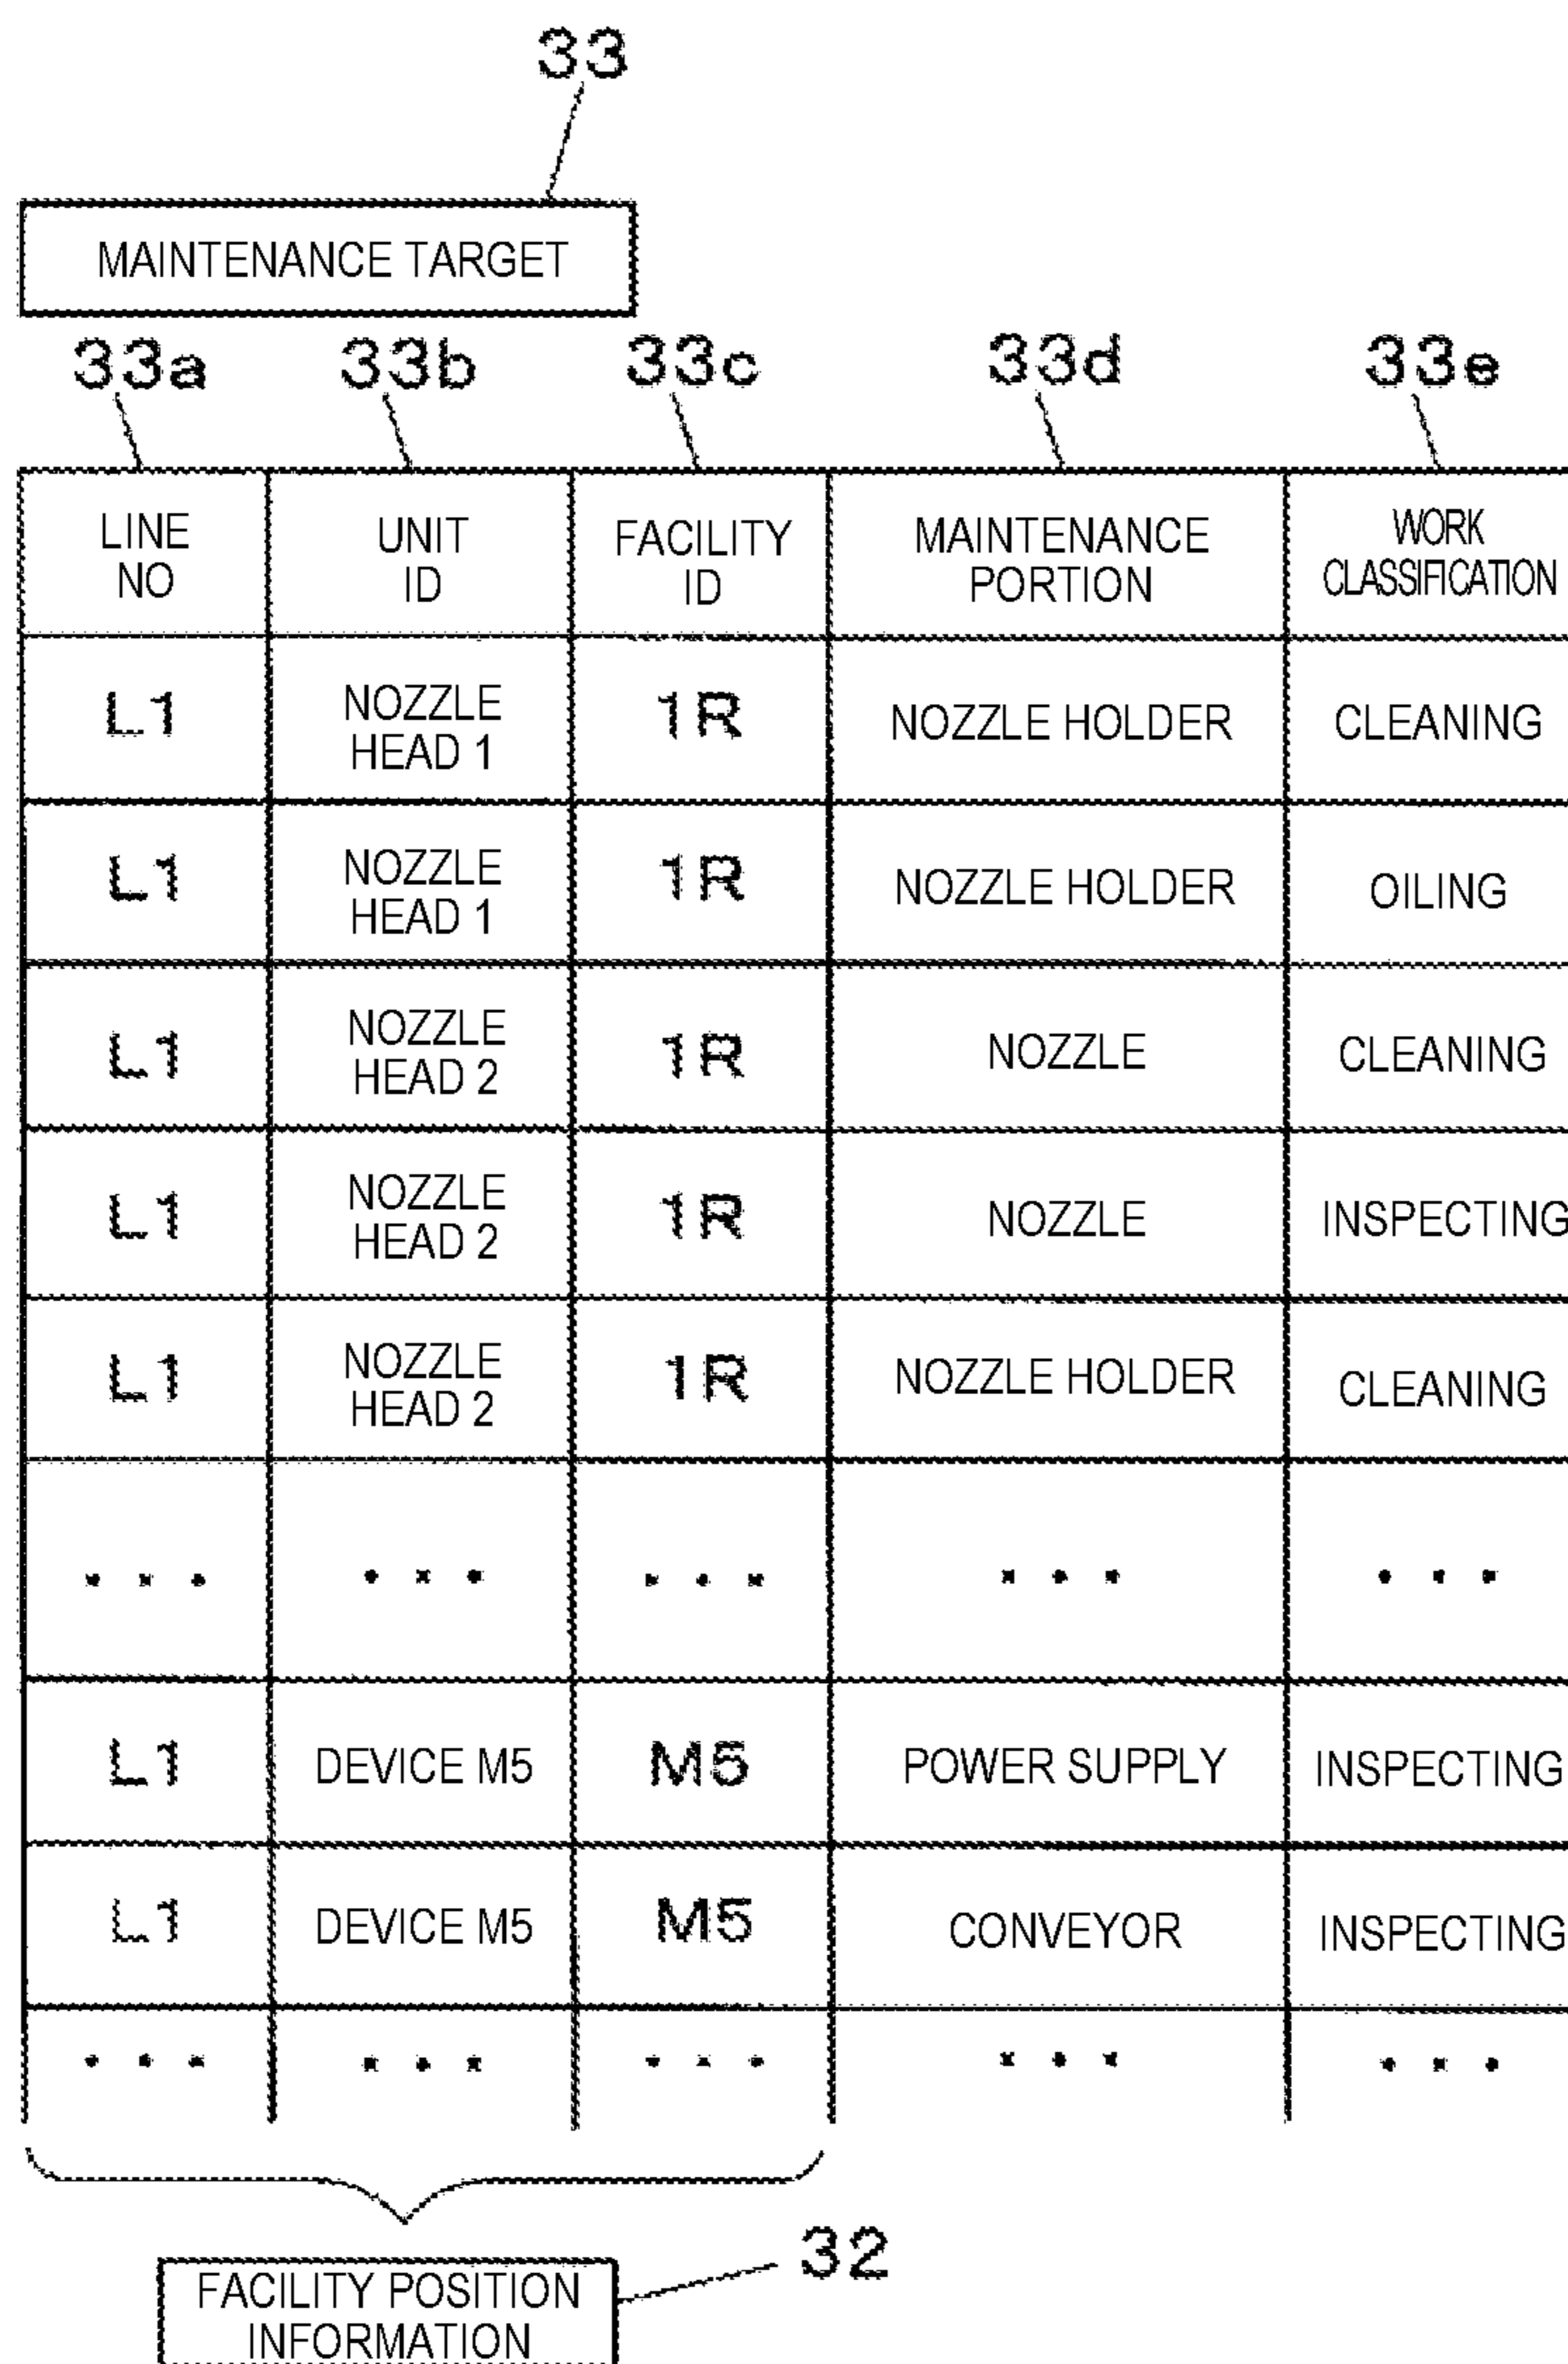 33
MAINTENANCE TARGET
33a 33b 33c 33d 33e
LINE NO UNIT ID FACILITY ID MAINTENANCE PORTION WORK CLASSIFICATION
L1 NOZZLE HEAD 1 1R NOZZLE HOLDER CLEANING
L1 NOZZLE HEAD 1 1R NOZZLE HOLDER OILING
L1 NOZZLE HEAD 2 1R NOZZLE CLEANING
L1 NOZZLE HEAD 2 1R NOZZLE INSPECTING
L1 NOZZLE HEAD 2 1R NOZZLE HOLDER CLEANING
... ... ... ... ...
L1 DEVICE M5 M5 POWER SUPPLY INSPECTING
L1 DEVICE M5 M5 CONVEYOR INSPECTING
... ... ... ... ...
32
FACILITY POSITION
INFORMATION